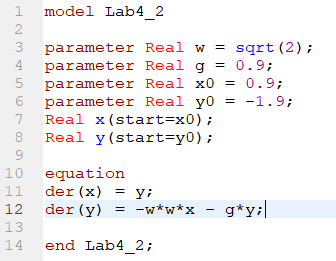 1 model Lab4_2
2
3 parameter Real w = sqrt(2);
4 parameter Real g = 0.9;
5 parameter Real x0 = 0.9;
6 parameter Real y0 = -1.9;
7 Real x(start=x0);
8 Real y(start=y0);
9
10 equation
11 der(x) = y;
12 der(y) = -w*w*x - g*y;
13
14 end Lab4_2;